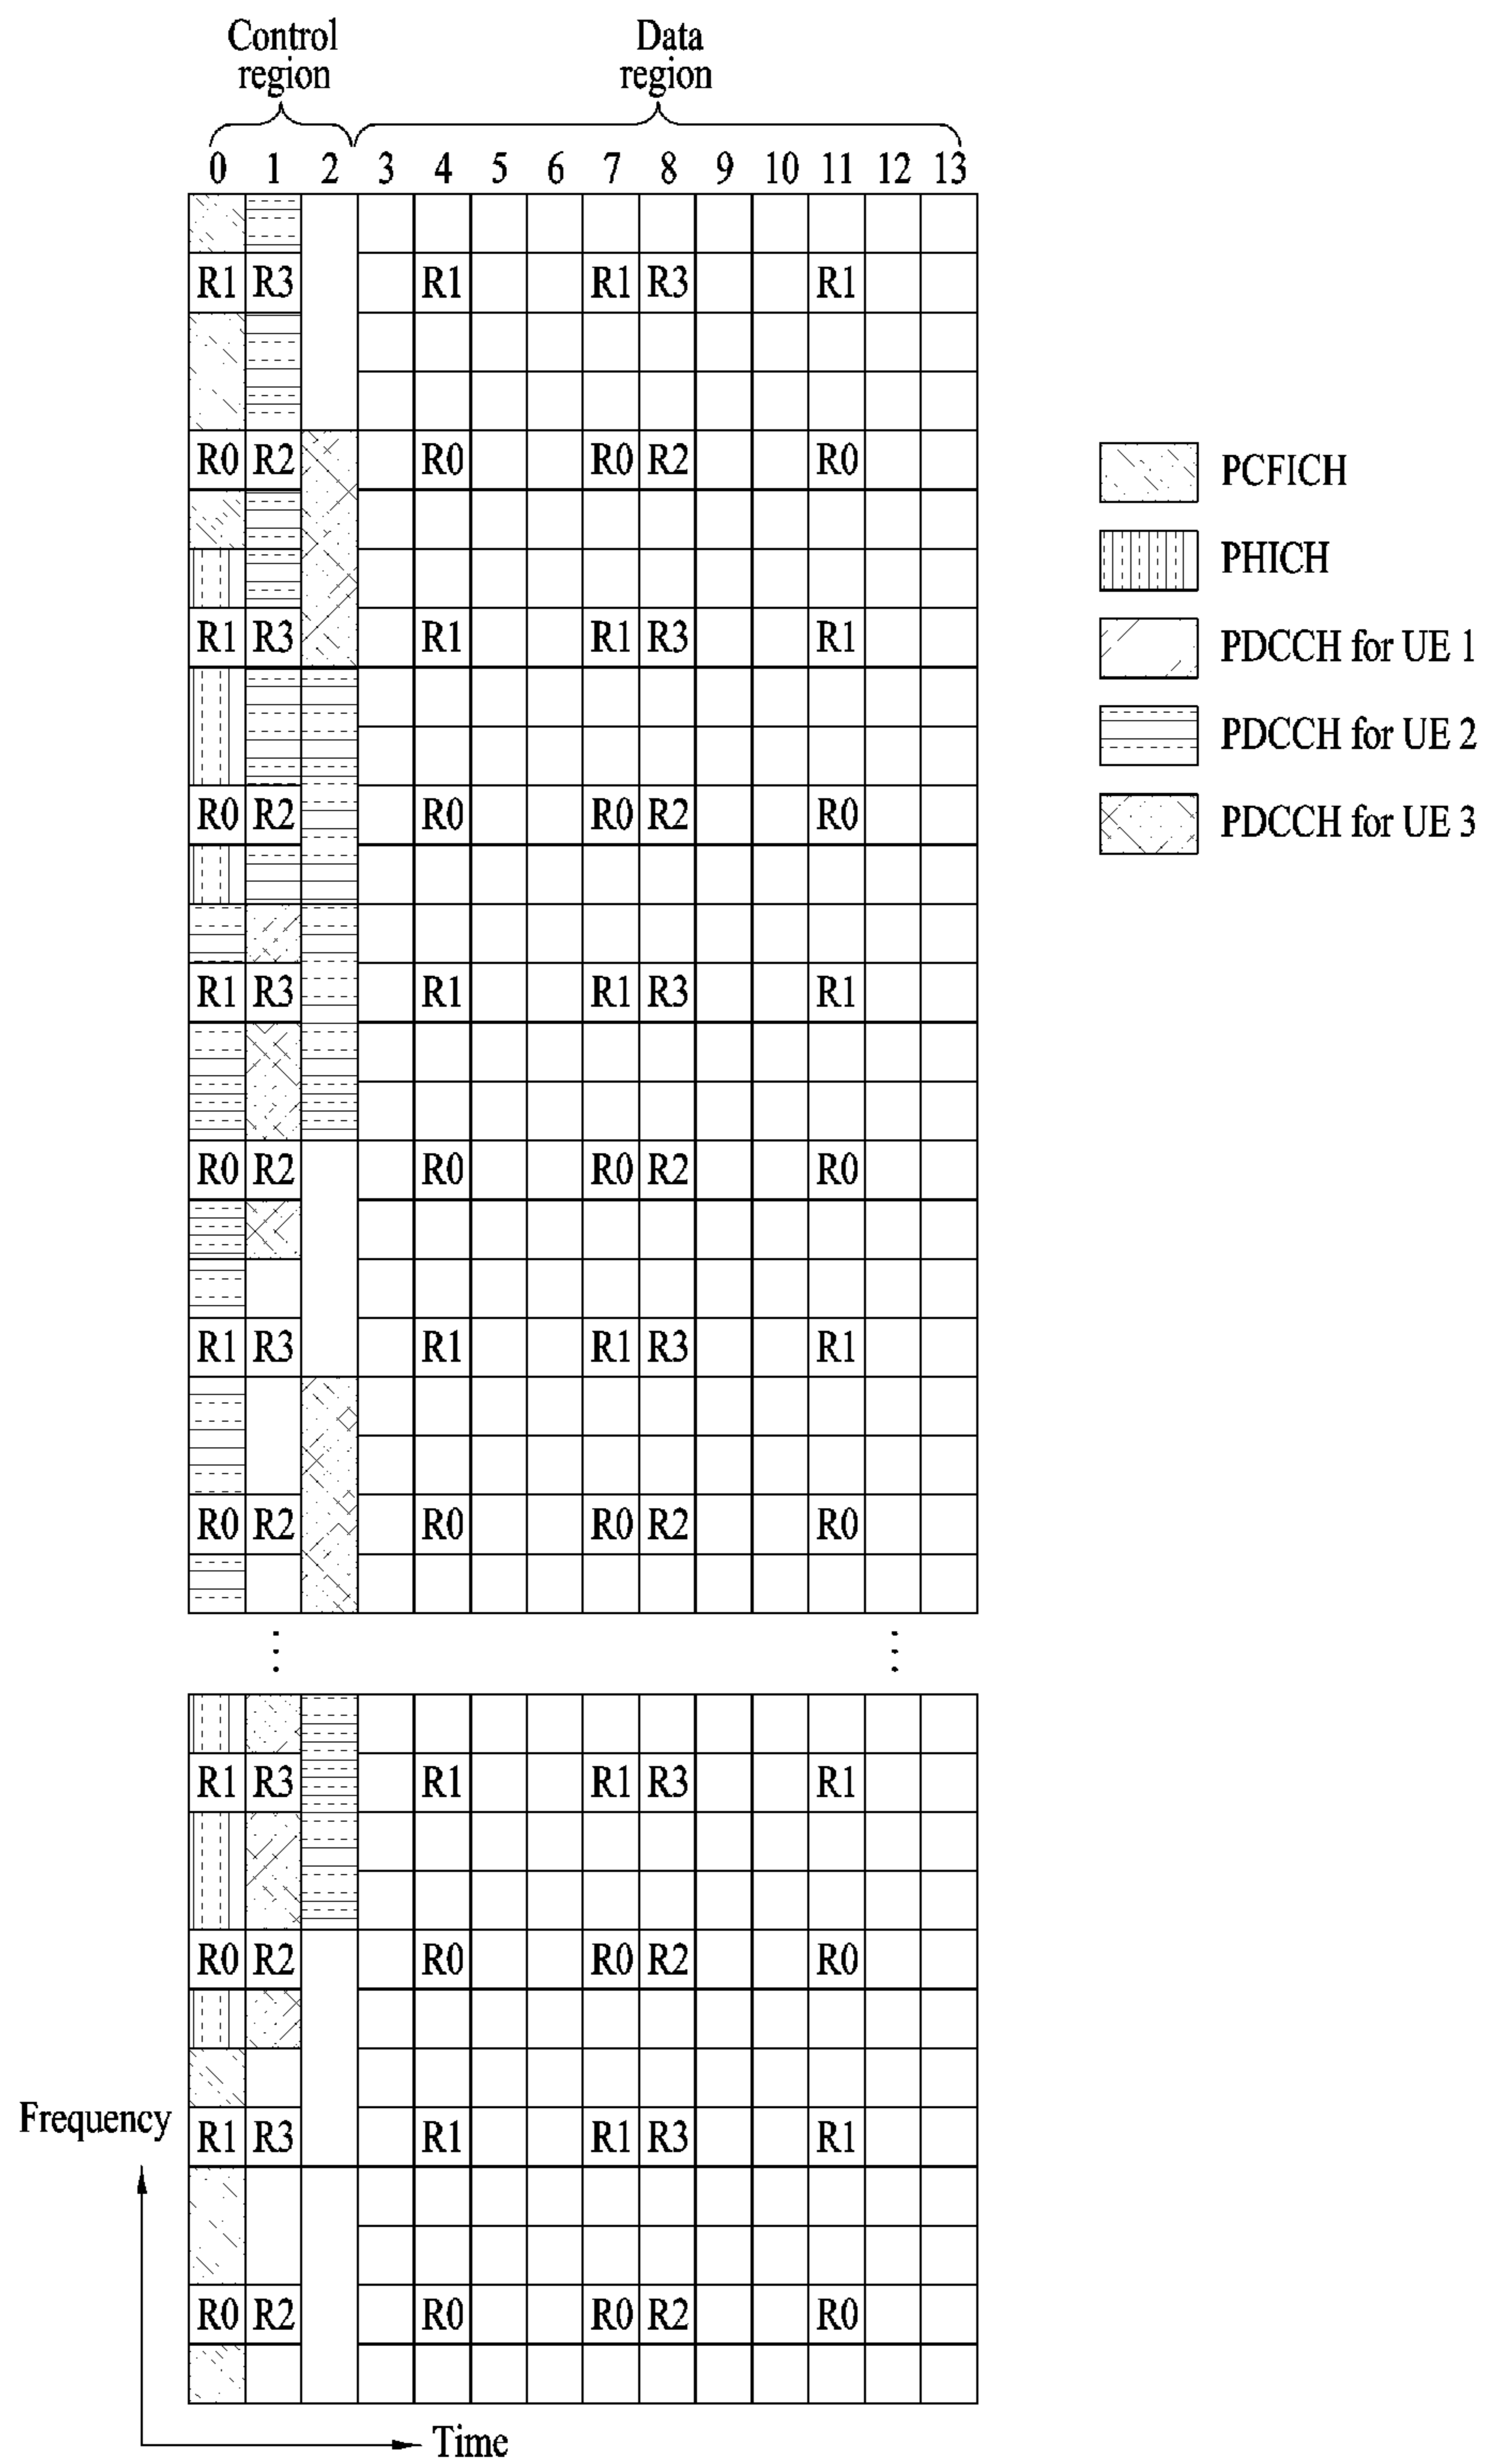 Control
region
Data
region
0 1 2 3 4 5 6 7 8 9 10 11 12 13
R1 R3 R1 R1 R3 R1
R0 R2 R0 R0 R2 R0
R1 R3 R1 R1 R3 R1
R0 R2 R0 R0 R2 R0
R1 R3 R1 R1 R3 R1
R0 R2 R0 R0 R2 R0
R1 R3 R1 R1 R3 R1
R0 R2 R0 R0 R2 R0
R1 R3 R1 R1 R3 R1
R0 R2 R0 R0 R2 R0
R1 R3 R1 R1 R3 R1
R0 R2 R0 R0 R2 R0
PCFICH
PHICH
PDCCH for UE 1
PDCCH for UE 2
PDCCH for UE 3
Frequency
Time